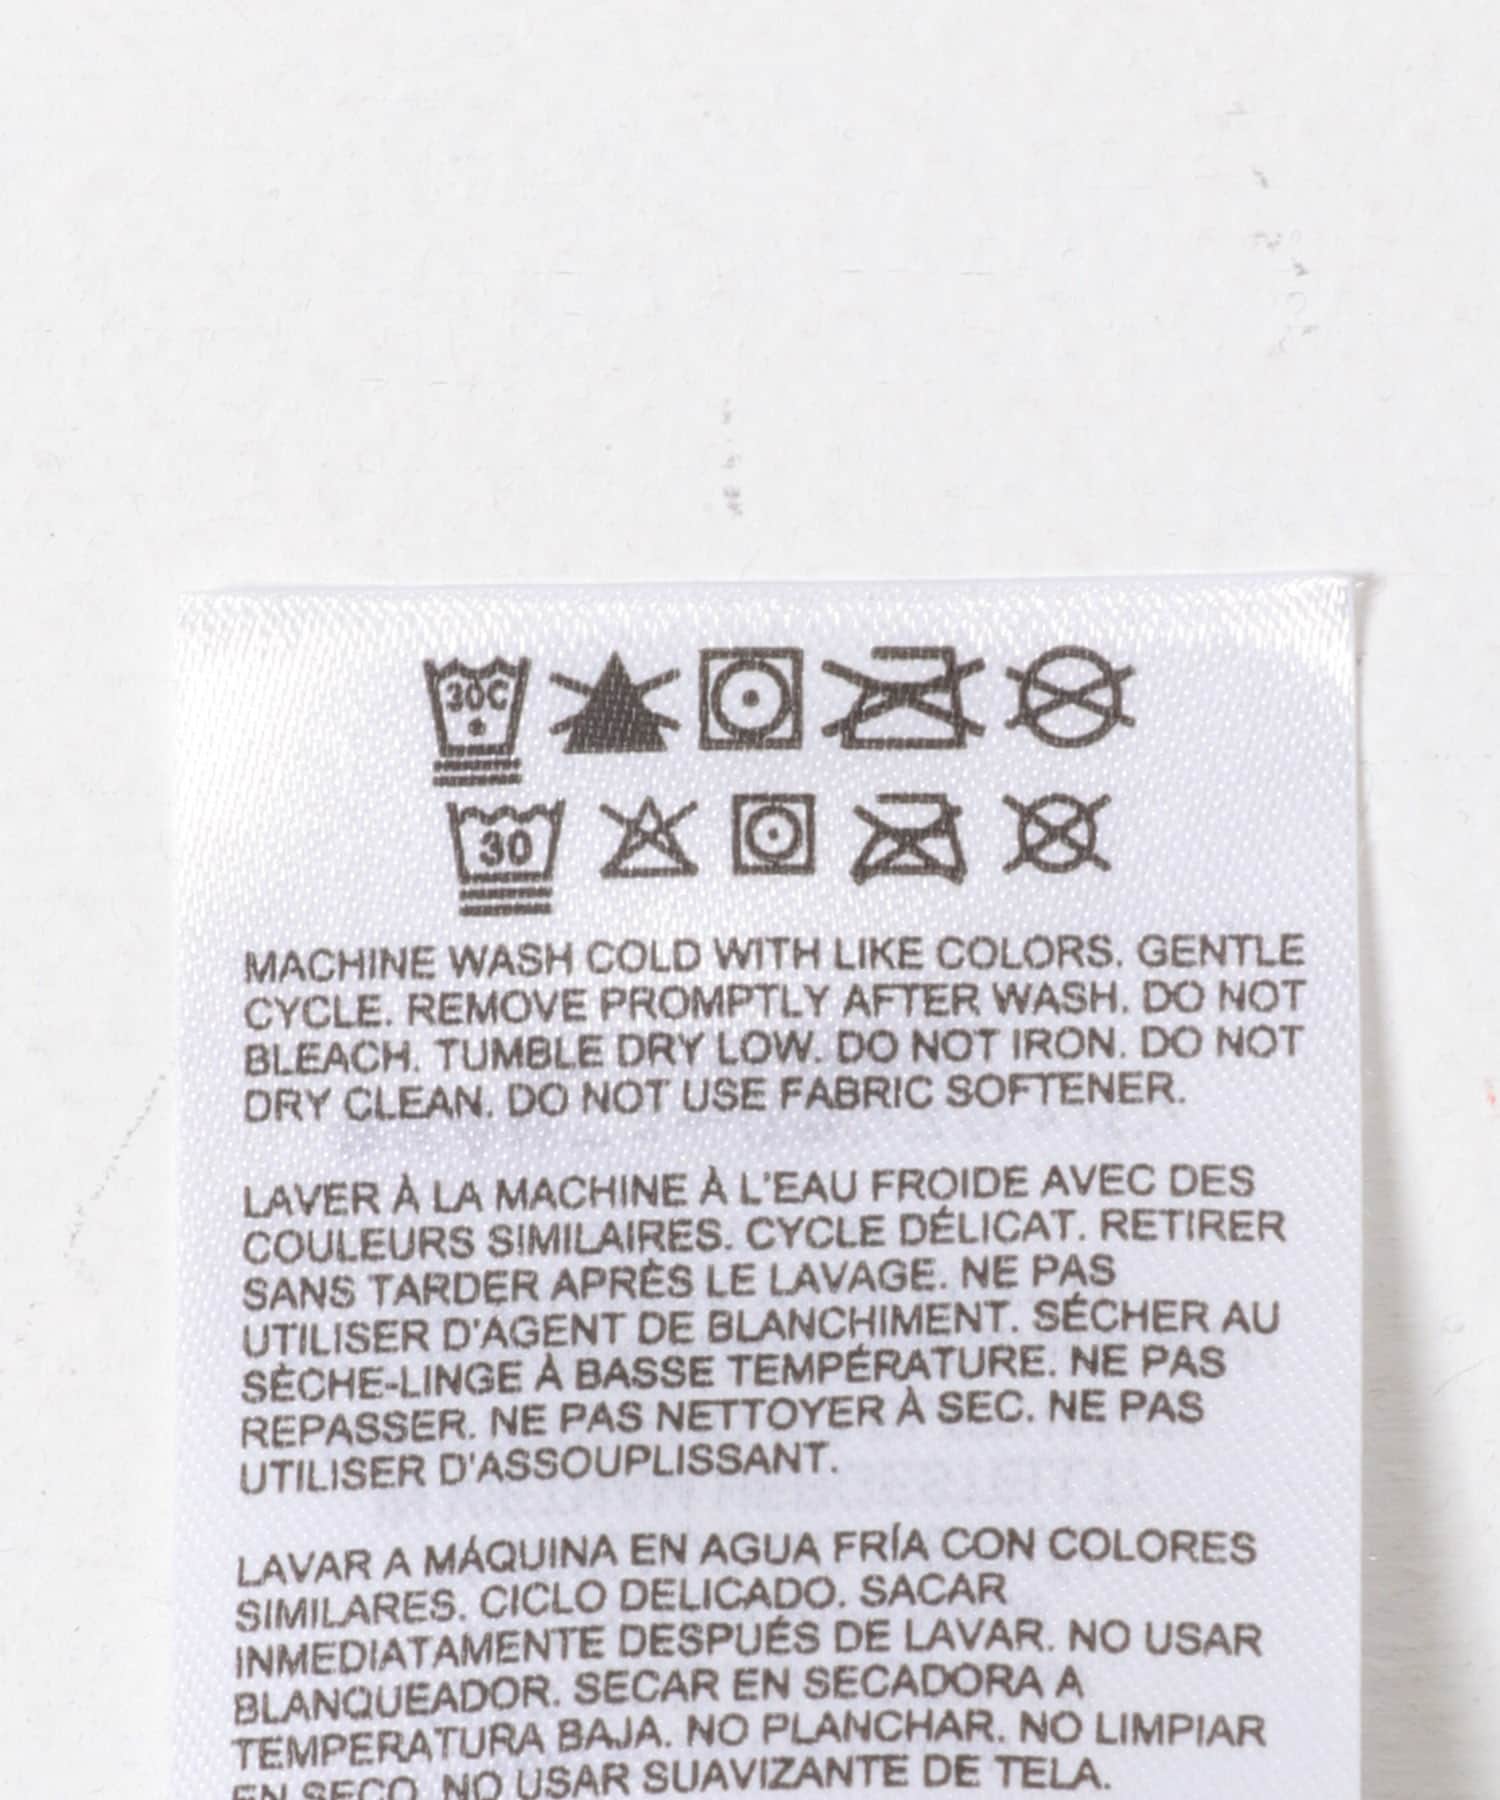 30C
30
MACHINE WASH COLD WITH LIKE COLORS. GENTLE
CYCLE. REMOVE PROMPTLY AFTER WASH. DO NOT
BLEACH. TUMBLE DRY LOW. DO NOT IRON. DO NOT
DRY CLEAN. DO NOT USE FABRIC SOFTENER.
LAVER À LA MACHINE À L'EAU FROIDE AVEC DES
COULEURS SIMILAIRES. CYCLE DÉLICAT. RETIRER
SANS TARDER APRÈS LE LAVAGE. NE PAS
UTILISER D'AGENT DE BLANCHIMENT. SÉCHER AU
SÈCHE-LINGE À BASSE TEMPÉRATURE. NE PAS
REPASSER. NE PAS NETTOYER À SEC. NE PAS
UTILISER D'ASSOUPLISSANT.
LAVAR A MÁQUINA EN AGUA FRÍA CON COLORES
SIMILARES. CICLO DELICADO. SACAR
INMEDIATAMENTE DESPUÉS DE LAVAR. NO USAR
BLANQUEADOR. SECAR EN SECADORA A
TEMPERATURA BAJA. NO PLANCHAR. NO LIMPIAR
EN SECO. NO USAR SUAVIZANTE DE TELA.